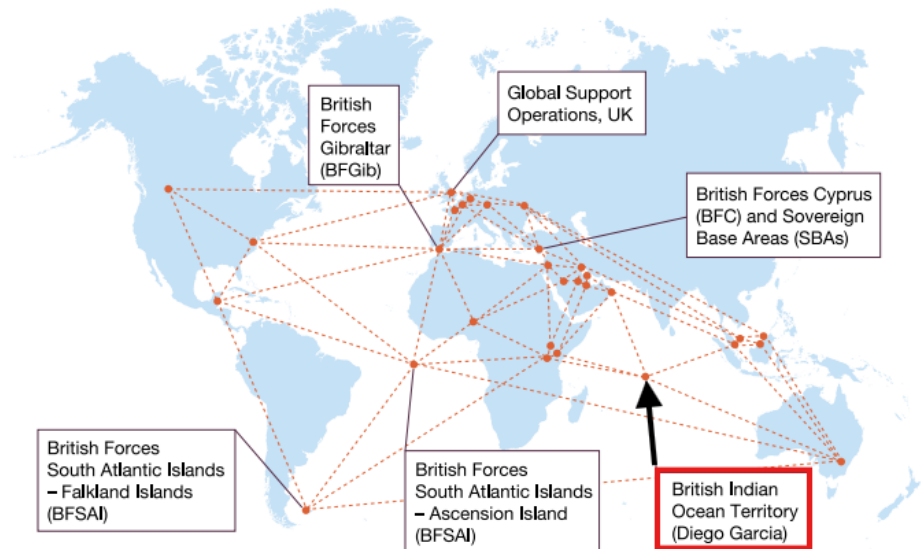 British
Forces
Gibraltar
(BFGib)
Global Support
Operations, UK
British Forces Cyprus
(BFC) and Sovereign
Base Areas (SBAs)
British Forces
South Atlantic Islands
– Falkland Islands
(BFSAI)
British Forces
South Atlantic Islands
– Ascension Island
(BFSAI)
British Indian
Ocean Territory
(Diego Garcia)